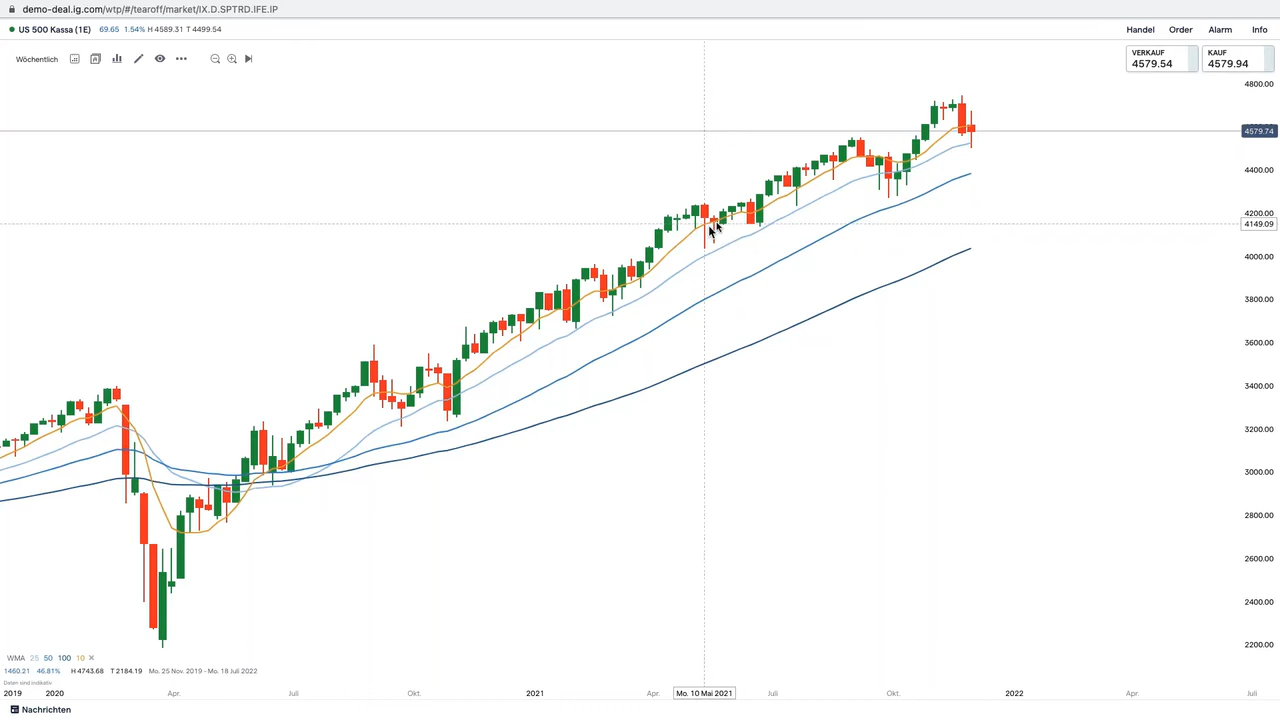 demo-deal.ig.com/wtp/#/tearoff/market/IX.D.SPTRD.IFE.IP
US 500 Kassa (1E) 69.65 1.54% H 4589.31 T 4499.54
Handel Order Alarm Info
Wöchentlich
VERKAUF
4579.54
KAUF
4579.94
4800.00
4579.74
4400.00
4200.00
4149.09
4000.00
3800.00
3600.00
3400.00
3200.00
3000.00
2800.00
2600.00
2400.00
2200.00
WMA 25 50 100 10
1460.21 46.81% H 4743.68 T 2184.19 Mo. 25 Nov. 2019 - Mo. 18 Juli 2022
Daten sind indikativ
2019 2020 Apr. Juli Okt. 2021 Apr. Mo. 10 Mai 2021 Juli Okt. 2022 Apr. Juli
Nachrichten